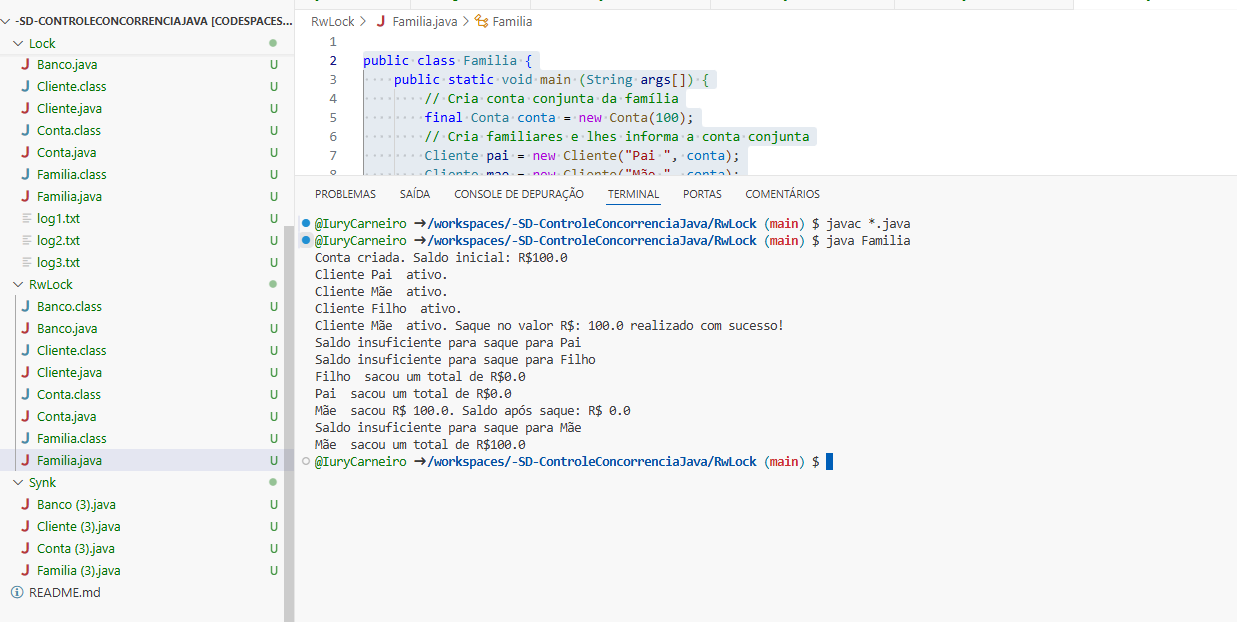 -SD-CONTROLECONCORRENCIAJAVA [CODESPACES...
Lock
Banco.java U
Cliente.class U
Cliente.java U
Conta.class U
Conta.java U
Familia.class U
Familia.java U
log1.txt U
log2.txt U
log3.txt U
RwLock
Banco.class U
Banco.java U
Cliente.class U
Cliente.java U
Conta.class U
Conta.java U
Familia.class U
Familia.java U
Synk
Banco (3).java U
Cliente (3).java U
Conta (3).java U
Familia (3).java U
README.md
RwLock > Familia.java > Familia
1
2 public class Familia {
3 public static void main (String args[]) {
4 // Cria conta conjunta da família
5 final Conta conta = new Conta(100);
6 // Cria familiares e lhes informa a conta conjunta
7 Cliente pai = new Cliente("Pai ", conta);
8 Cliente mae = new Cliente("Mãe ", conta);
PROBLEMAS SAÍDA CONSOLE DE DEPURAÇÃO TERMINAL PORTAS COMENTÁRIOS
@IuryCarneiro ➜/workspaces/-SD-ControleConcorrenciaJava/RwLock (main) $ javac *.java
@IuryCarneiro ➜/workspaces/-SD-ControleConcorrenciaJava/RwLock (main) $ java Familia
Conta criada. Saldo inicial: R$100.0
Cliente Pai  ativo.
Cliente Mãe  ativo.
Cliente Filho  ativo.
Cliente Mãe  ativo. Saque no valor R$: 100.0 realizado com sucesso!
Saldo insuficiente para saque para Pai
Saldo insuficiente para saque para Filho
Filho  sacou um total de R$0.0
Pai  sacou um total de R$0.0
Mãe  sacou R$ 100.0. Saldo após saque: R$ 0.0
Saldo insuficiente para saque para Mãe
Mãe  sacou um total de R$100.0
@IuryCarneiro ➜/workspaces/-SD-ControleConcorrenciaJava/RwLock (main) $